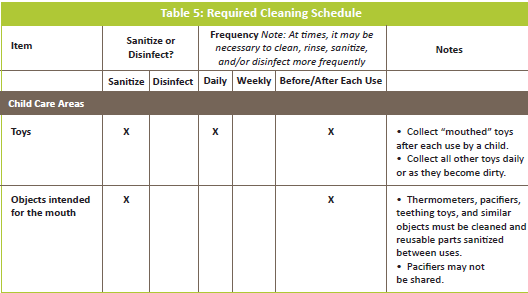 Table 5: Required Cleaning Schedule
Item
Sanitize or
Disinfect?
Frequency Note: At times, it may be
necessary to clean, rinse, sanitize,
and/or disinfect more frequently
Notes
Sanitize Disinfect Daily Weekly Before/After Each Use
Child Care Areas
Toys X X X
• Collect “mouthed” toys
after each use by a child.
• Collect all other toys daily
or as they become dirty.
Objects intended
for the mouth
X X
• Thermometers, pacifiers,
teething toys, and similar
objects must be cleaned and
reusable parts sanitized
between uses.
• Pacifiers may not
be shared.